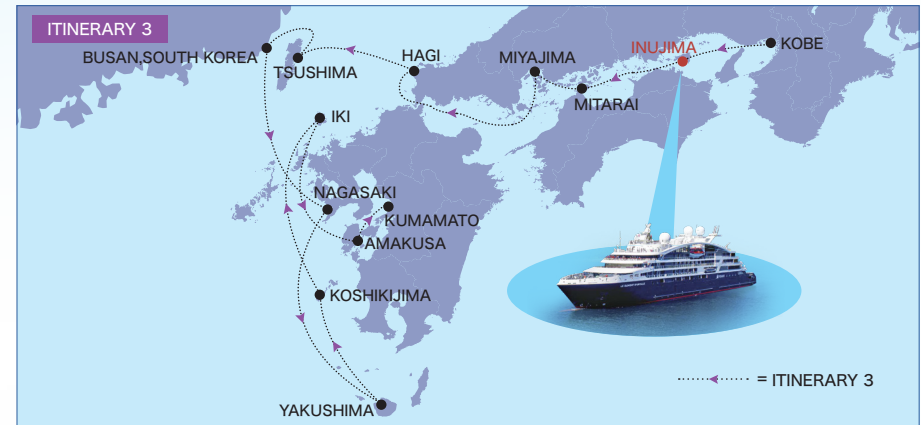 ITINERARY 3
BUSAN,SOUTH KOREA
TSUSHIMA
HAGI
MIYAJIMA
INUJIMA
KOBE
MITARAI
IKI
NAGASAKI
KUMAMATO
AMAKUSA
KOSHIKIJIMA
YAKUSHIMA
= ITINERARY 3